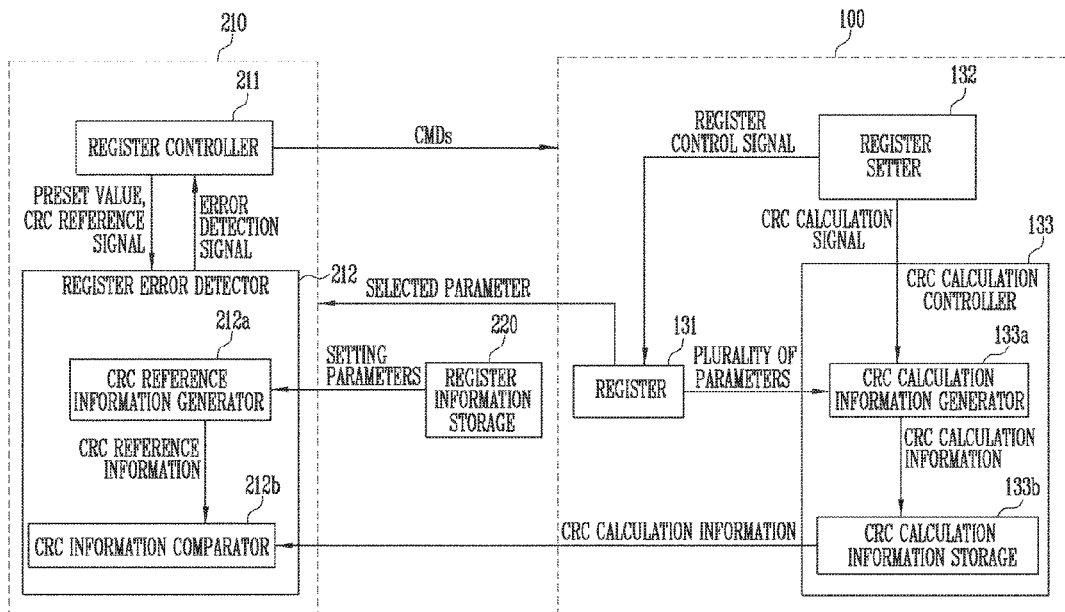 210
100
211
REGISTER CONTROLLER
CMDs
REGISTER
CONTROL SIGNAL
132
REGISTER
SETTER
PRESET VALUE,
CRC REFERENCE
SIGNAL
ERROR
DETECTION
SIGNAL
CRC CALCULATION
SIGNAL
133
212
REGISTER ERROR DETECTOR
SELECTED PARAMETER
CRC CALCULATION
CONTROLLER
212a
CRC REFERENCE
INFORMATION GENERATOR
SETTING
PARAMETERS
220
REGISTER
INFORMATION
STORAGE
131
REGISTER
PLURALITY OF
PARAMETERS
133a
CRC CALCULATION
INFORMATION GENERATOR
CRC REFERENCE
INFORMATION
CRC CALCULATION
INFORMATION
212b
CRC INFORMATION COMPARATOR
CRC CALCULATION INFORMATION
133b
CRC CALCULATION
INFORMATION STORAGE